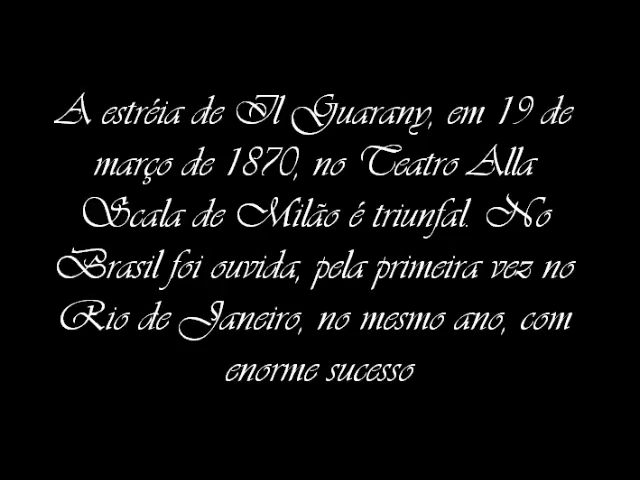 A estréia de Il Guarany, em 19 de
março de 1870, no Teatro Alla
Scala de Milão é triunfal. No
Brasil foi ouvida, pela primeira vez no
Rio de Janeiro, no mesmo ano, com
enorme sucesso